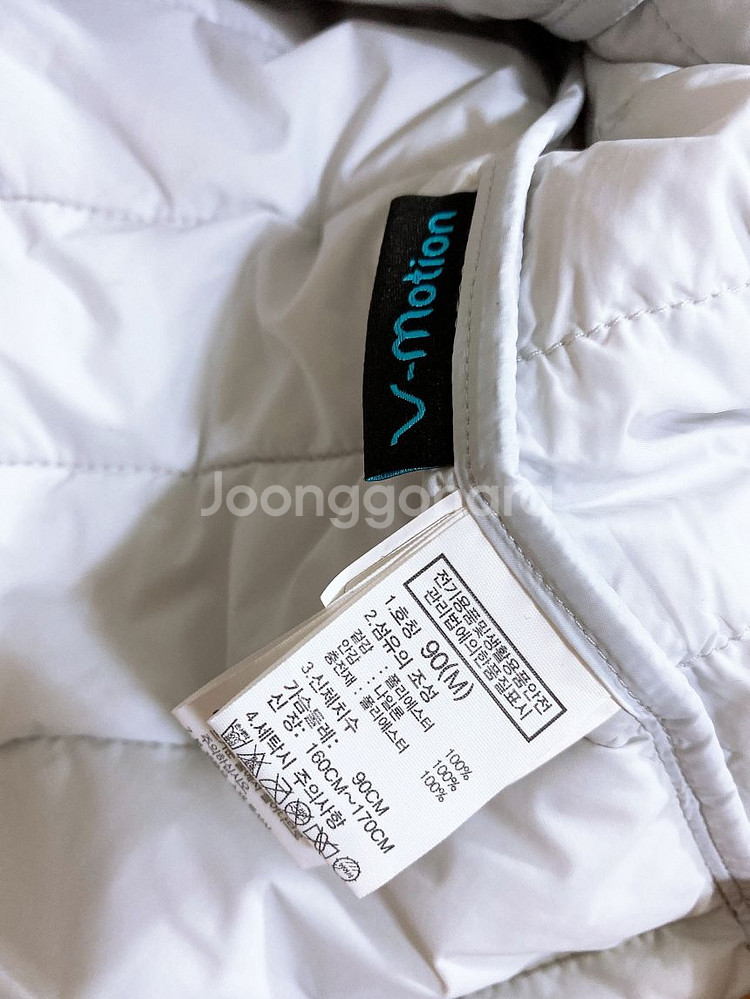 V-Motion
Joonggonara
전기용품및생활용품안전
관리법에의한품질표시
1.호칭 90(M)
2.섬유의 조성
겉감 : 폴리에스터 100%
안감 : 나일론 100%
충전재 : 폴리에스터 100%
3.신체치수
가슴둘레: 90CM
신 장: 160CM~170CM
4.세탁시 주의사항